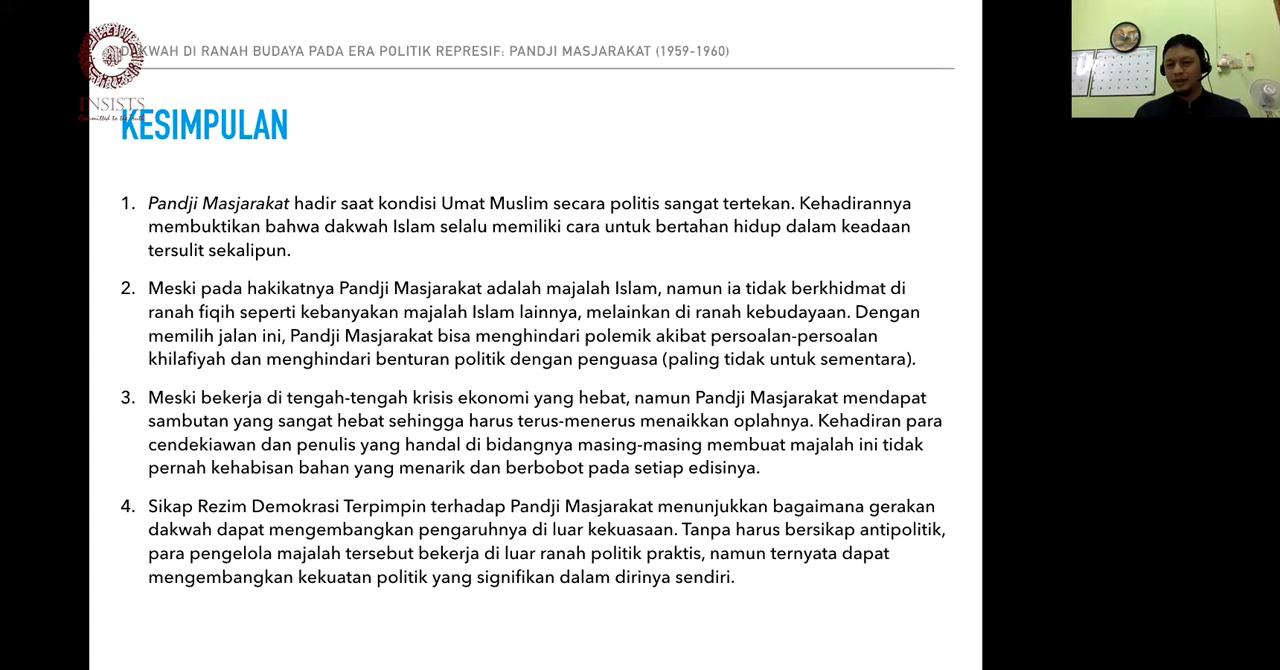 DAKWAH DI RANAH BUDAYA PADA ERA POLITIK REPRESIF: PANDJI MASJARAKAT (1959-1960)
INSISTS
Committed to the Truth
KESIMPULAN
1. Pandji Masjarakat hadir saat kondisi Umat Muslim secara politis sangat tertekan. Kehadirannya
membuktikan bahwa dakwah Islam selalu memiliki cara untuk bertahan hidup dalam keadaan
tersulit sekalipun.
2. Meski pada hakikatnya Pandji Masjarakat adalah majalah Islam, namun ia tidak berkhidmat di
ranah fiqih seperti kebanyakan majalah Islam lainnya, melainkan di ranah kebudayaan. Dengan
memilih jalan ini, Pandji Masjarakat bisa menghindari polemik akibat persoalan-persoalan
khilafiyah dan menghindari benturan politik dengan penguasa (paling tidak untuk sementara).
3. Meski bekerja di tengah-tengah krisis ekonomi yang hebat, namun Pandji Masjarakat mendapat
sambutan yang sangat hebat sehingga harus terus-menerus menaikkan oplahnya. Kehadiran para
cendekiawan dan penulis yang handal di bidangnya masing-masing membuat majalah ini tidak
pernah kehabisan bahan yang menarik dan berbobot pada setiap edisinya.
4. Sikap Rezim Demokrasi Terpimpin terhadap Pandji Masjarakat menunjukkan bagaimana gerakan
dakwah dapat mengembangkan pengaruhnya di luar kekuasaan. Tanpa harus bersikap antipolitik,
para pengelola majalah tersebut bekerja di luar ranah politik praktis, namun ternyata dapat
mengembangkan kekuatan politik yang signifikan dalam dirinya sendiri.